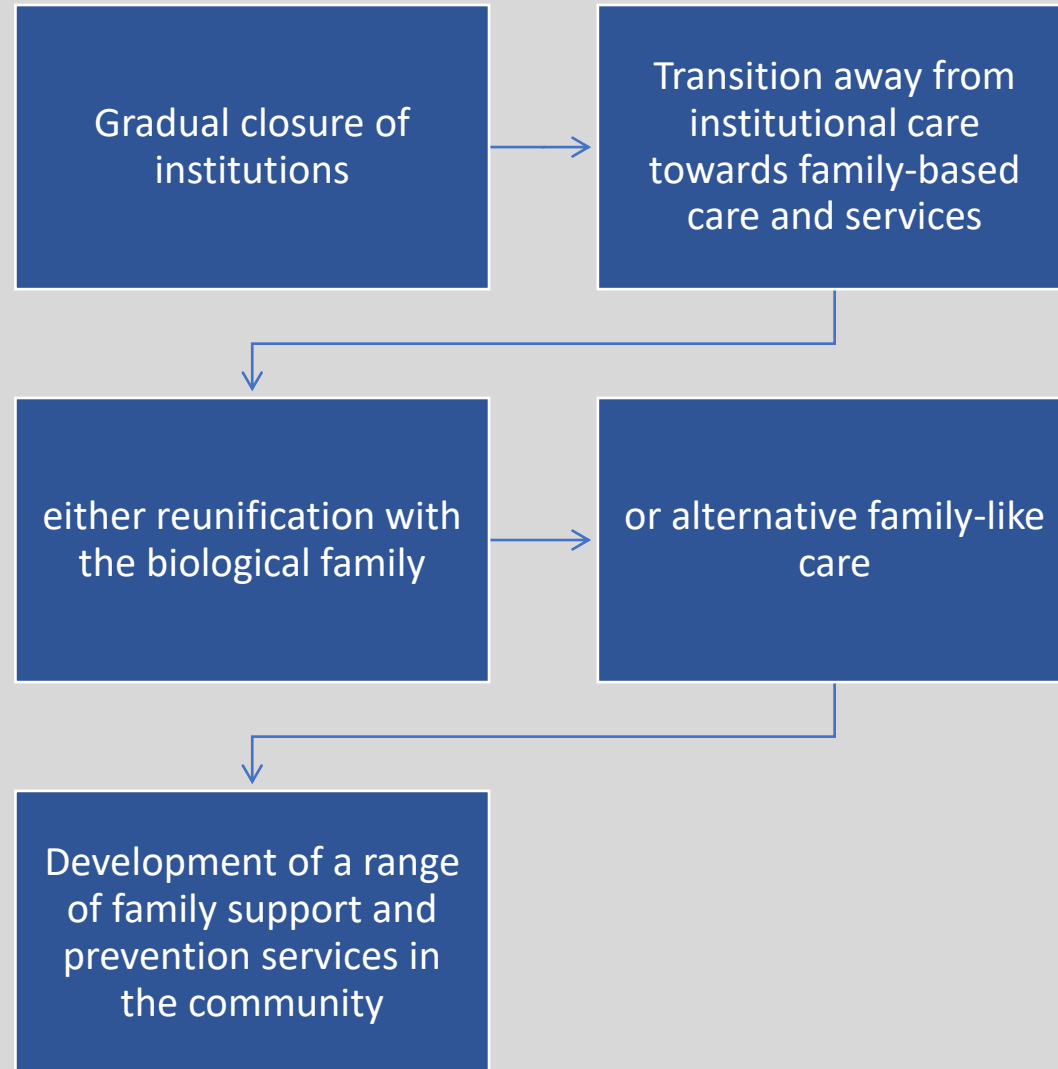 Gradual closure of
institutions
Transition away from
institutional care
towards family-based
care and services
either reunification with
the biological family
or alternative family-like
care
Development of a range
of family support and
prevention services in
the community